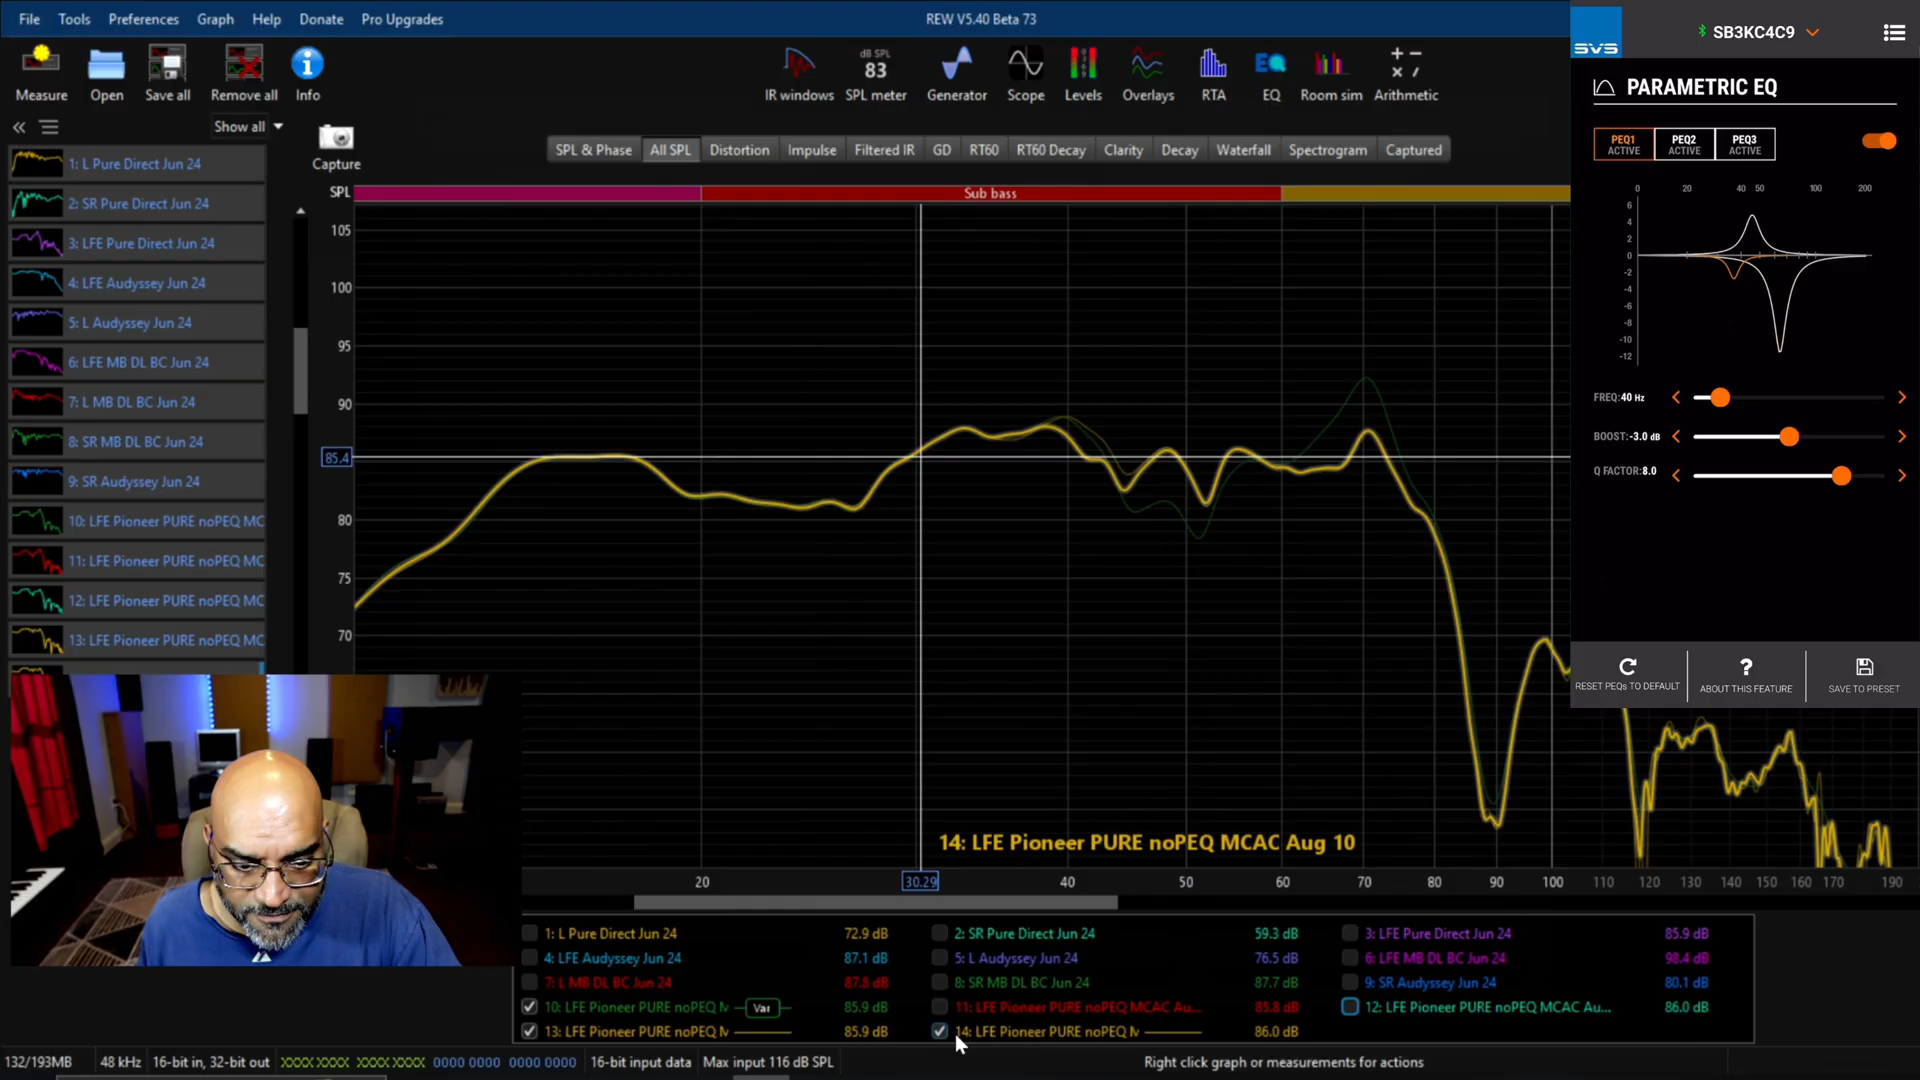 File Tools Preferences Graph Help Donate Pro Upgrades
REW V5.40 Beta 73
Measure Open Save all Remove all Info
dB SPL
83
IR windows SPL meter Generator Scope Levels Overlays RTA EQ Room sim Arithmetic
Show all
Capture
SPL & Phase All SPL Distortion Impulse Filtered IR GD RT60 RT60 Decay Clarity Decay Waterfall Spectrogram Captured
1: L Pure Direct Jun 24
2: SR Pure Direct Jun 24
3: LFE Pure Direct Jun 24
4: LFE Audyssey Jun 24
5: L Audyssey Jun 24
6: LFE MB DL BC Jun 24
7: L MB DL BC Jun 24
8: SR MB DL BC Jun 24
9: SR Audyssey Jun 24
10: LFE Pioneer PURE noPEQ MC
11: LFE Pioneer PURE noPEQ MC
12: LFE Pioneer PURE noPEQ MC
13: LFE Pioneer PURE noPEQ MC
SPL
Sub bass
105
100
95
90
85.4
80
75
70
14: LFE Pioneer PURE noPEQ MCAC Aug 10
20 30.29 40 50 60 70 80 90 100 110 120 130 140 150 160 170 190
1: L Pure Direct Jun 24 72.9 dB 2: SR Pure Direct Jun 24 59.3 dB 3: LFE Pure Direct Jun 24 85.9 dB
4: LFE Audyssey Jun 24 87.1 dB 5: L Audyssey Jun 24 76.5 dB 6: LFE MB DL BC Jun 24 98.4 dB
7: L MB DL BC Jun 24 87.8 dB 8: SR MB DL BC Jun 24 87.7 dB 9: SR Audyssey Jun 24 80.1 dB
10: LFE Pioneer PURE noPEQ M Var 85.9 dB 11: LFE Pioneer PURE noPEQ MCAC Au... 85.8 dB 12: LFE Pioneer PURE noPEQ MCAC Au... 86.0 dB
13: LFE Pioneer PURE noPEQ M 85.9 dB 14: LFE Pioneer PURE noPEQ M 86.0 dB
132/193MB 48 kHz 16-bit in, 32-bit out XXXX XXXX XXXX XXXX 0000 0000 0000 0000 16-bit input data Max input 116 dB SPL Right click graph or measurements for actions
SVS
SB3KC4C9
PARAMETRIC EQ
PEQ1 PEQ2 PEQ3
ACTIVE ACTIVE ACTIVE
0 20 40 50 100 200
6
4
2
0
-2
-4
-6
-8
-10
-12
FREQ: 40 Hz
BOOST: -3.0 dB
Q FACTOR: 8.0
RESET PEQs TO DEFAULT
ABOUT THIS FEATURE
SAVE TO PRESET